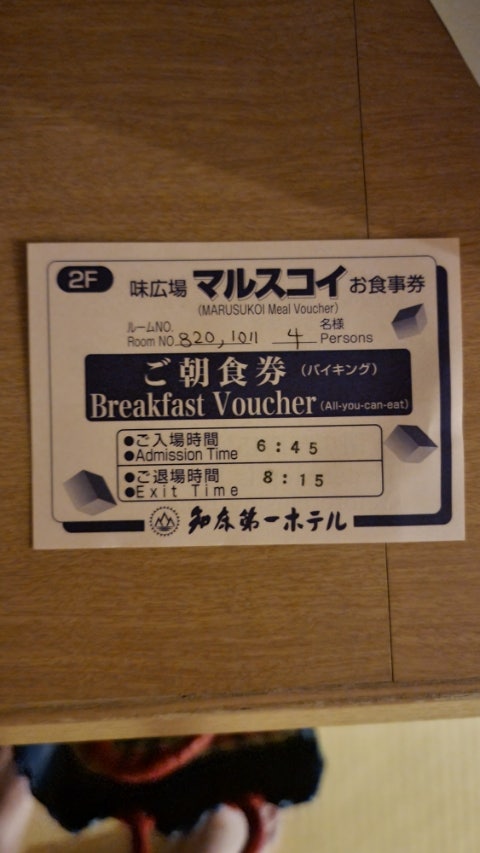 2F
味広場 マルスコイ お食事券
(MARUSUKOI Meal Voucher)
ルームNO. 名様
Room NO. 820, 1011 4 Persons
ご朝食券 (バイキング)
Breakfast Voucher (All-you-can-eat)
●ご入場時間
●Admission Time 6:45
●ご退場時間
●Exit Time 8:15
知床第一ホテル